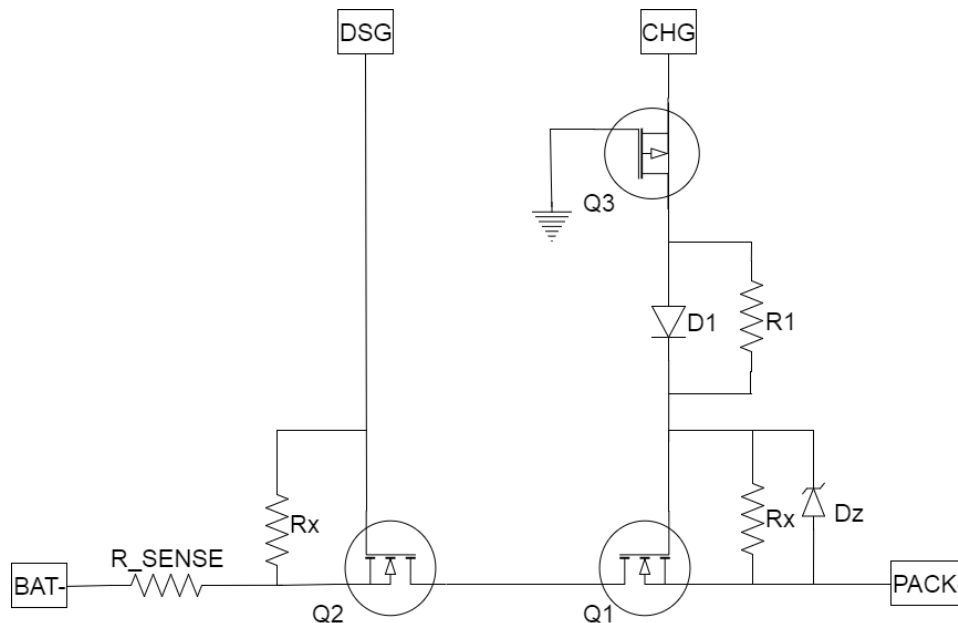 DSG
CHG
Q3
D1
R1
Rx
R_SENSE
Rx
Dz
BAT-
Q2
Q1
PACK-